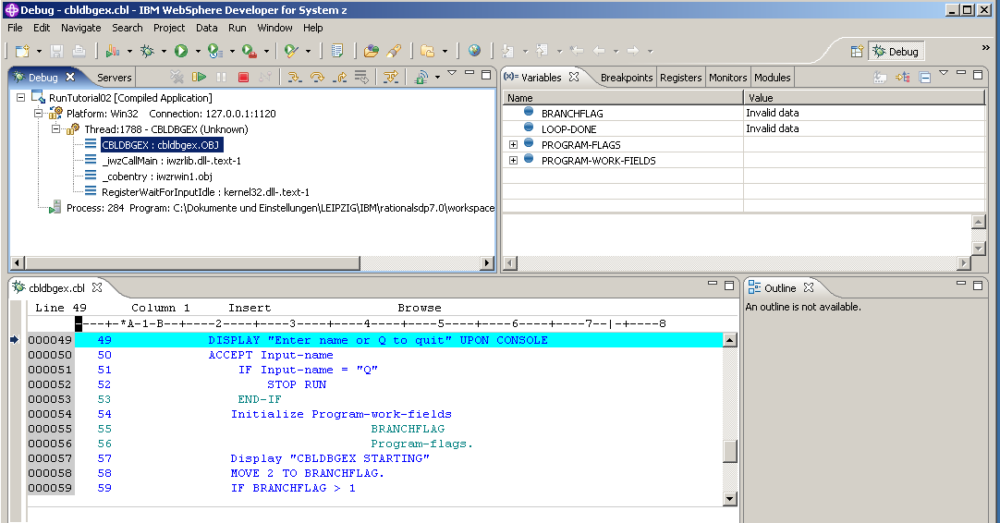 Debug - cbldbgex.cbl - IBM WebSphere Developer for System z
File Edit Navigate Search Project Data Run Window Help
Debug
Debug Servers
RunTutorial02 [Compiled Application]
Platform: Win32 Connection: 127.0.0.1:1120
Thread:1788 - CBLDBGEX (Unknown)
CBLDBGEX : cbldbgex.OBJ
_iwzCallMain : iwzrlib.dll-.text-1
_cobentry : iwzrwin1.obj
RegisterWaitForInputIdle : kernel32.dll-.text-1
Process: 284 Program: C:\Dokumente und Einstellungen\LEIPZIG\IBM\rationalsdp7.0\workspace
(x)= Variables Breakpoints Registers Monitors Modules
Name Value
BRANCHFLAG Invalid data
LOOP-DONE Invalid data
PROGRAM-FLAGS
PROGRAM-WORK-FIELDS
cbldbgex.cbl
Line 49 Column 1 Insert Browse
----+-*A-1-B--+----2----+----3----+----4----+----5----+----6----+----7--|-+----8
000049 49 DISPLAY "Enter name or Q to quit" UPON CONSOLE
000050 50 ACCEPT Input-name
000051 51 IF Input-name = "Q"
000052 52 STOP RUN
000053 53 END-IF
000054 54 Initialize Program-work-fields
000055 55 BRANCHFLAG
000056 56 Program-flags.
000057 57 Display "CBLDBGEX STARTING"
000058 58 MOVE 2 TO BRANCHFLAG.
000059 59 IF BRANCHFLAG > 1
Outline
An outline is not available.